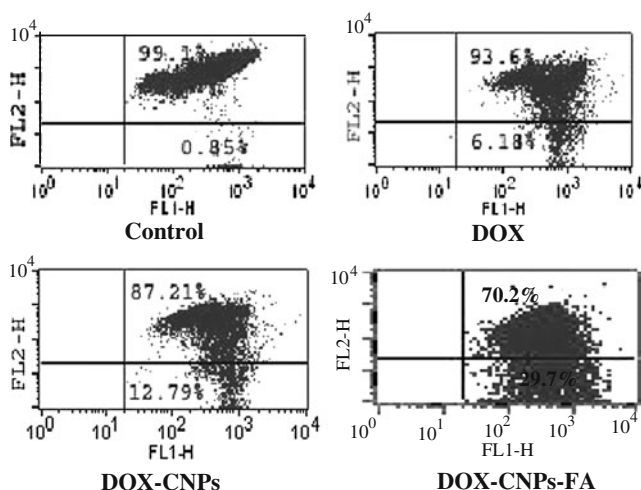 10^4
99.1%
FL2-H
0.85%
10^0 10^1 10^2 10^3 10^4
FL1-H
Control
10^4
93.6%
FL2-H
6.18%
10^0 10^1 10^2 10^3 10^4
FL1-H
DOX
10^4
87.21%
FL2-H
12.79%
10^0 10^1 10^2 10^3 10^4
FL1-H
DOX-CNPs
10^4
70.2%
FL2-H
29.7%
10^0 10^1 10^2 10^3 10^4
FL1-H
DOX-CNPs-FA